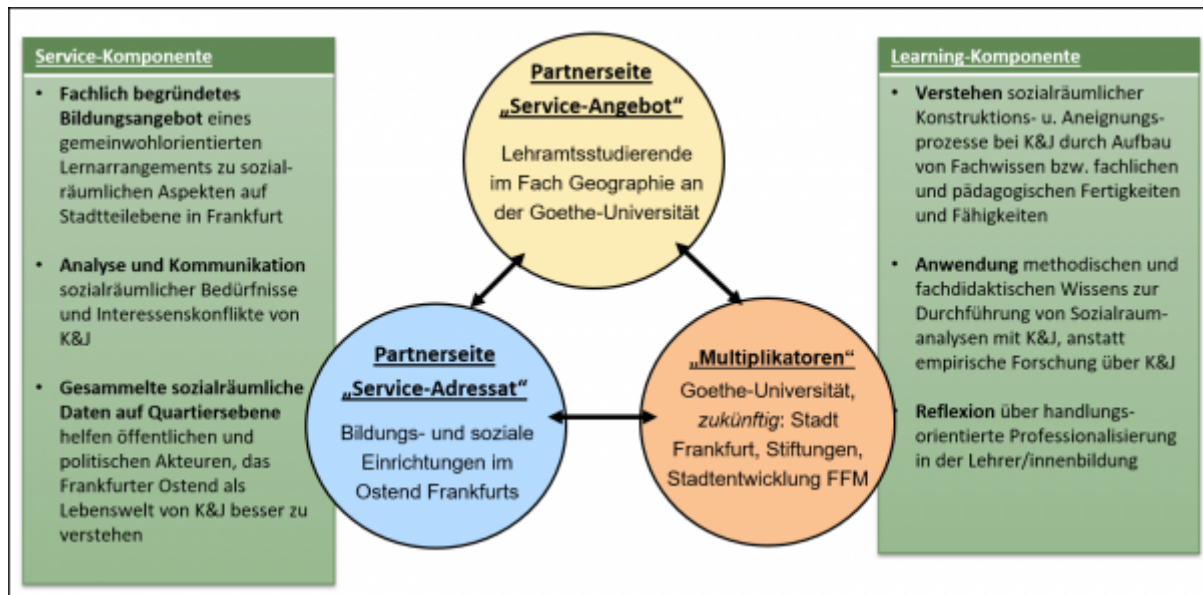 Service-Komponente
• Fachlich begründetes
Bildungsangebot eines
gemeinwohlorientierten
Lernarrangements zu sozial-
räumlichen Aspekten auf
Stadtteilebene in Frankfurt
• Analyse und Kommunikation
sozialräumlicher Bedürfnisse
und Interessenskonflikte von
K&J
• Gesammelte sozialräumliche
Daten auf Quartiersebene
helfen öffentlichen und
politischen Akteuren, das
Frankfurter Ostend als
Lebenswelt von K&J besser zu
verstehen
Partnerseite
„Service-Angebot“
Lehramtsstudierende
im Fach Geographie an
der Goethe-Universität
Partnerseite
„Service-Adressat“
Bildungs- und soziale
Einrichtungen im
Ostend Frankfurts
„Multiplikatoren“
Goethe-Universität,
zukünftig: Stadt
Frankfurt, Stiftungen,
Stadtentwicklung FFM
Learning-Komponente
• Verstehen sozialräumlicher
Konstruktions- u. Aneignungs-
prozesse bei K&J durch Aufbau
von Fachwissen bzw. fachlichen
und pädagogischen Fertigkeiten
und Fähigkeiten
• Anwendung methodischen und
fachdidaktischen Wissens zur
Durchführung von Sozialraum-
analysen mit K&J, anstatt
empirische Forschung über K&J
• Reflexion über handlungs-
orientierte Professionalisierung
in der Lehrer/innenbildung